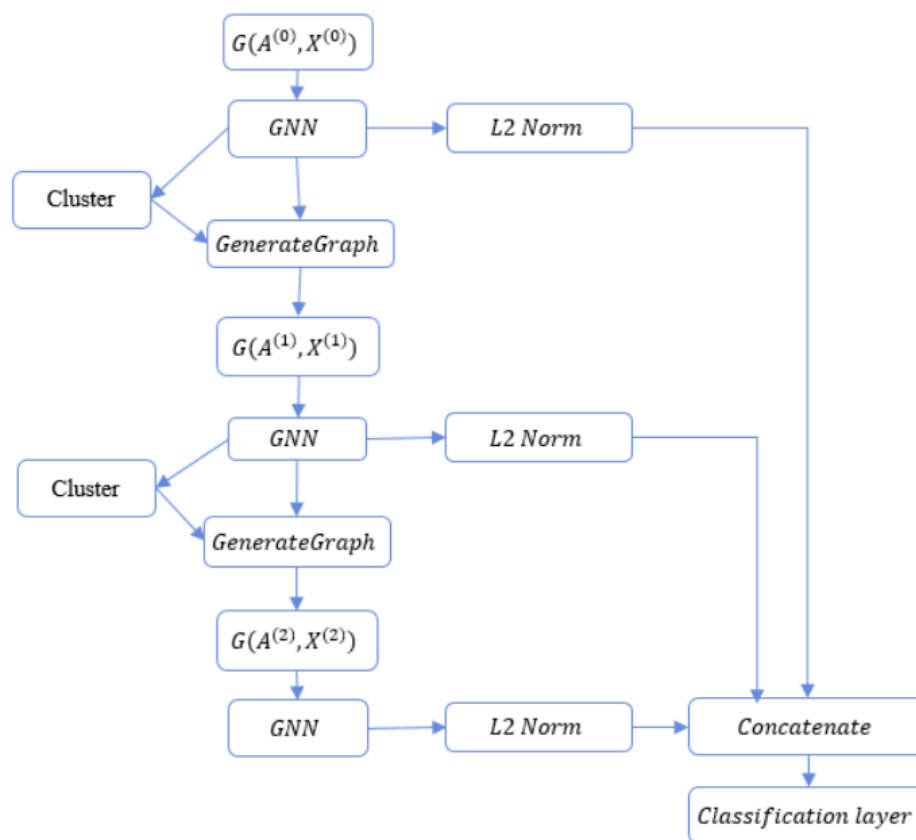 G(A⁽⁰⁾, X⁽⁰⁾)
GNN
L2 Norm
Cluster
GenerateGraph
G(A⁽¹⁾, X⁽¹⁾)
GNN
L2 Norm
Cluster
GenerateGraph
G(A⁽²⁾, X⁽²⁾)
GNN
L2 Norm
Concatenate
Classification layer